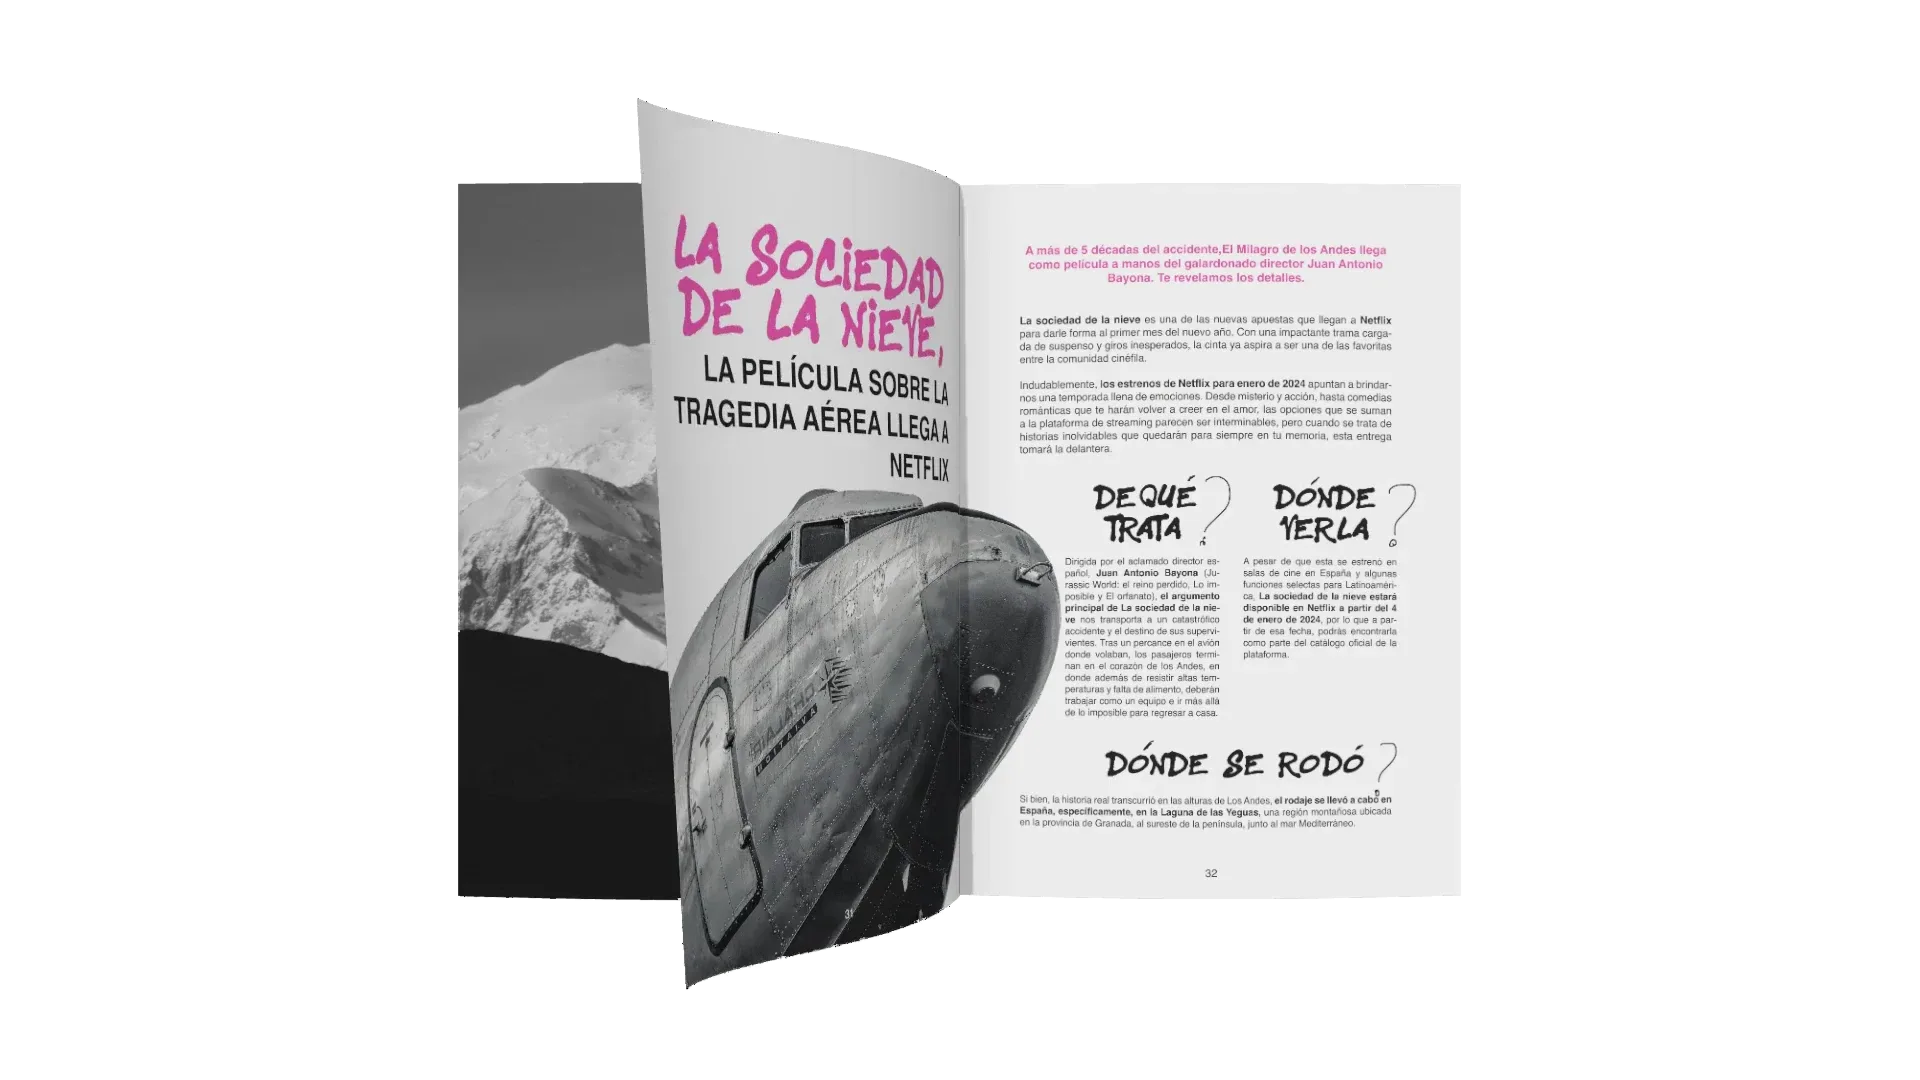 LA SOCiEDAD
DE LA NiEVE,
LA PELÍCULA SOBRE LA
TRAGEDIA AÉREA LLEGA A
NETFLIX
31
A más de 5 décadas del accidente,El Milagro de los Andes llega
como película a manos del galardonado director Juan Antonio
Bayona. Te revelamos los detalles.
La sociedad de la nieve es una de las nuevas apuestas que llegan a Netflix
para darle forma al primer mes del nuevo año. Con una impactante trama carga-
da de suspenso y giros inesperados, la cinta ya aspira a ser una de las favoritas
entre la comunidad cinéfila.
Indudablemente, los estrenos de Netflix para enero de 2024 apuntan a brindar-
nos una temporada llena de emociones. Desde misterio y acción, hasta comedias
románticas que te harán volver a creer en el amor, las opciones que se suman
a la plataforma de streaming parecen ser interminables, pero cuando se trata de
historias inolvidables que quedarán para siempre en tu memoria, esta entrega
tomará la delantera.
DE QUÉ
TRATA ?
Dirigida por el aclamado director es-
pañol, Juan Antonio Bayona (Ju-
rassic World: el reino perdido, Lo im-
posible y El orfanato), el argumento
principal de La sociedad de la nie-
ve nos transporta a un catastrófico
accidente y el destino de sus supervi-
vientes. Tras un percance en el avión
donde volaban, los pasajeros termi-
nan en el corazón de los Andes, en
donde además de resistir altas tem-
peraturas y falta de alimento, deberán
trabajar como un equipo e ir más allá
de lo imposible para regresar a casa.
DÓNDE
VERLA ?
A pesar de que esta se estrenó en
salas de cine en España y algunas
funciones selectas para Latinoaméri-
ca, La sociedad de la nieve estará
disponible en Netflix a partir del 4
de enero de 2024, por lo que a par-
tir de esa fecha, podrás encontrarla
como parte del catálogo oficial de la
plataforma.
DÓNDE SE RODÓ ?
Si bien, la historia real transcurrió en las alturas de Los Andes, el rodaje se llevó a cabo en
España, específicamente, en la Laguna de las Yeguas, una región montañosa ubicada
en la provincia de Granada, al sureste de la península, junto al mar Mediterráneo.
32